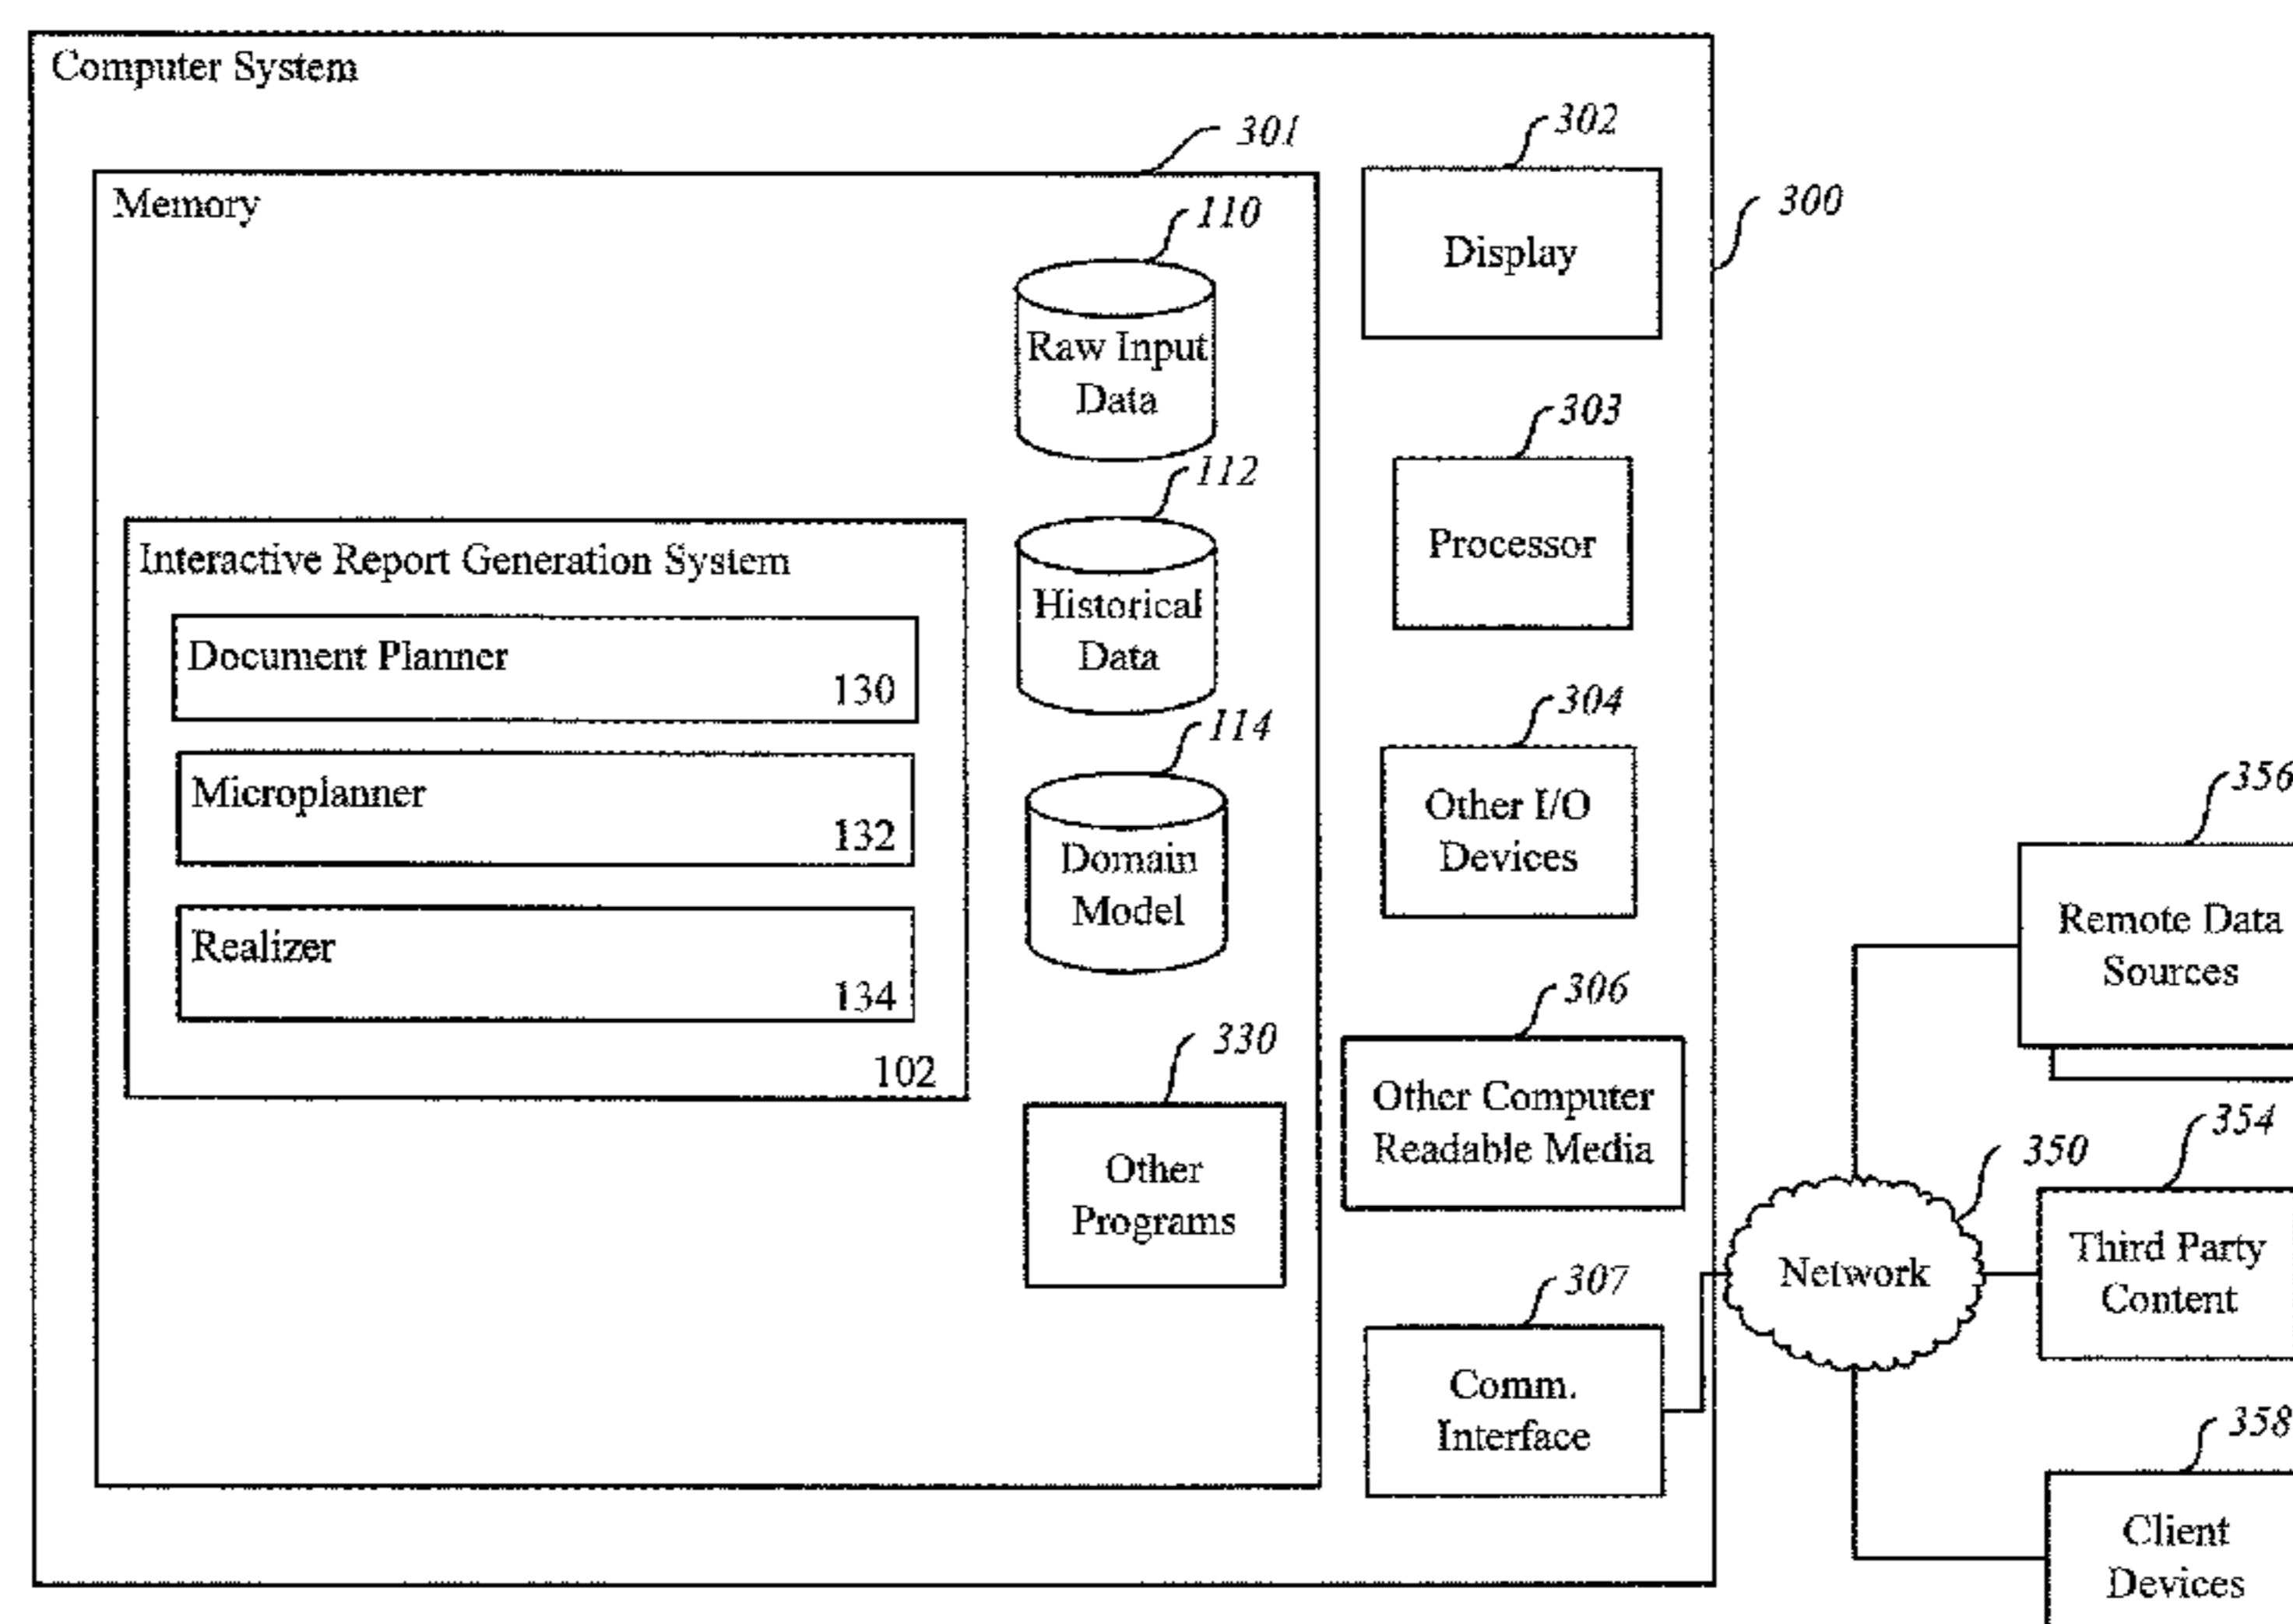 Computer System
301
302
300
Memory
110
Display
Raw Input
Data
303
112
Processor
Interactive Report Generation System
Historical
Data
Document Planner
130
304
114
Microplanner
132
Other I/O
Devices
356
Domain
Model
Remote Data
Sources
Realizer
134
306
330
102
Other Computer
Readable Media
354
350
Other
Programs
Third Party
Content
Network
307
Comm.
Interface
358
Client
Devices